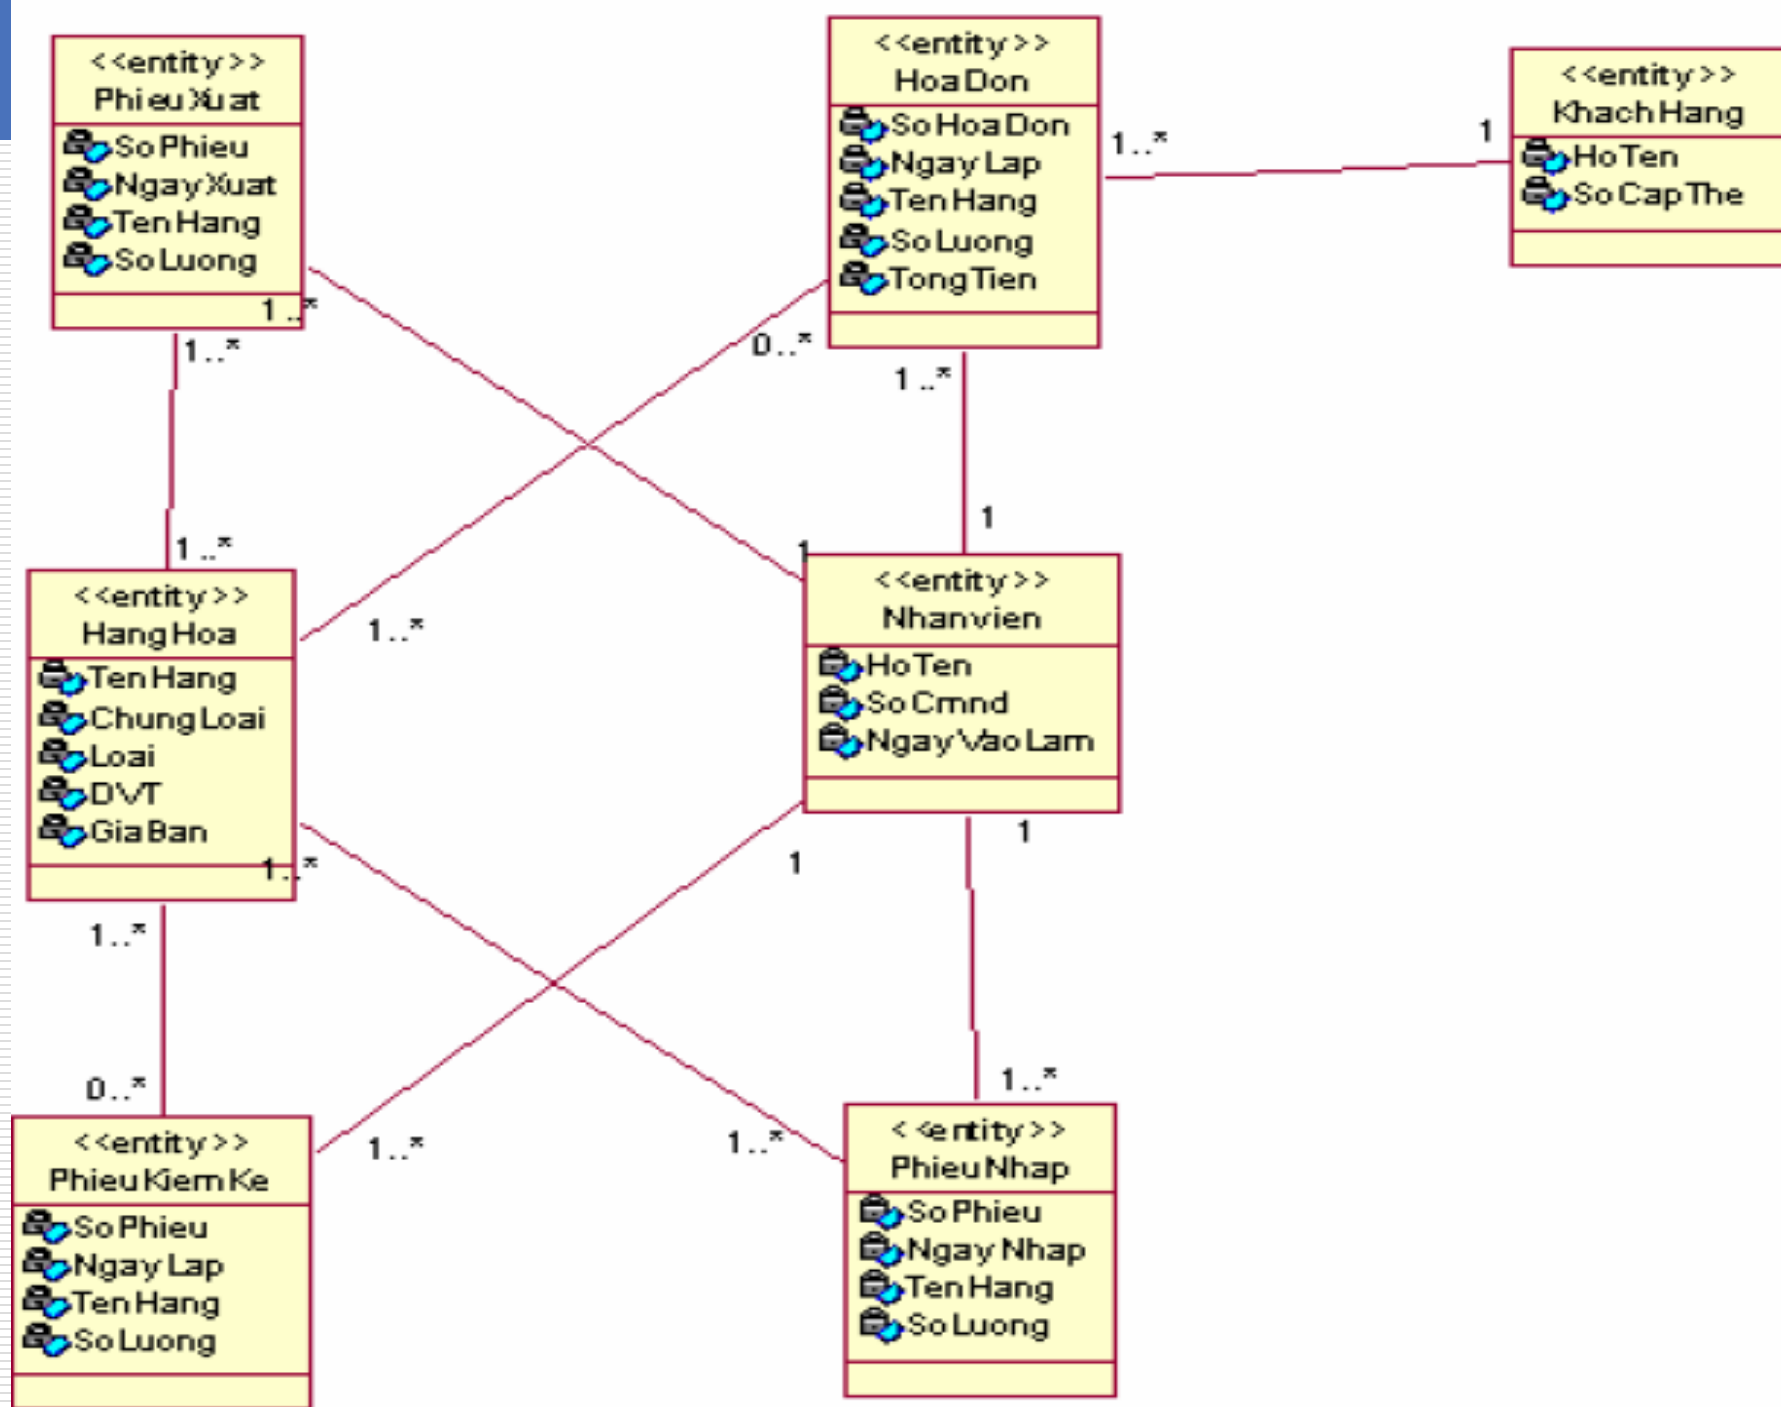 <<entity>>
PhieuXuat
SoPhieu
NgayXuat
TenHang
SoLuong
1..*
1..*
<<entity>>
HoaDon
SoHoaDon
NgayLap
TenHang
SoLuong
TongTien
1..*
1
0..*
1..*
<<entity>>
KhachHang
HoTen
SoCapThe
1..*
1..*
1
1
<<entity>>
HangHoa
TenHang
ChungLoai
Loai
DVT
GiaBan
1..*
1..*
<<entity>>
Nhanvien
HoTen
SoCmnd
NgayVaoLam
1
1
0..*
1..*
1..*
1..*
<<entity>>
PhieuKiemKe
SoPhieu
NgayLap
TenHang
SoLuong
<<entity>>
PhieuNhap
SoPhieu
NgayNhap
TenHang
SoLuong